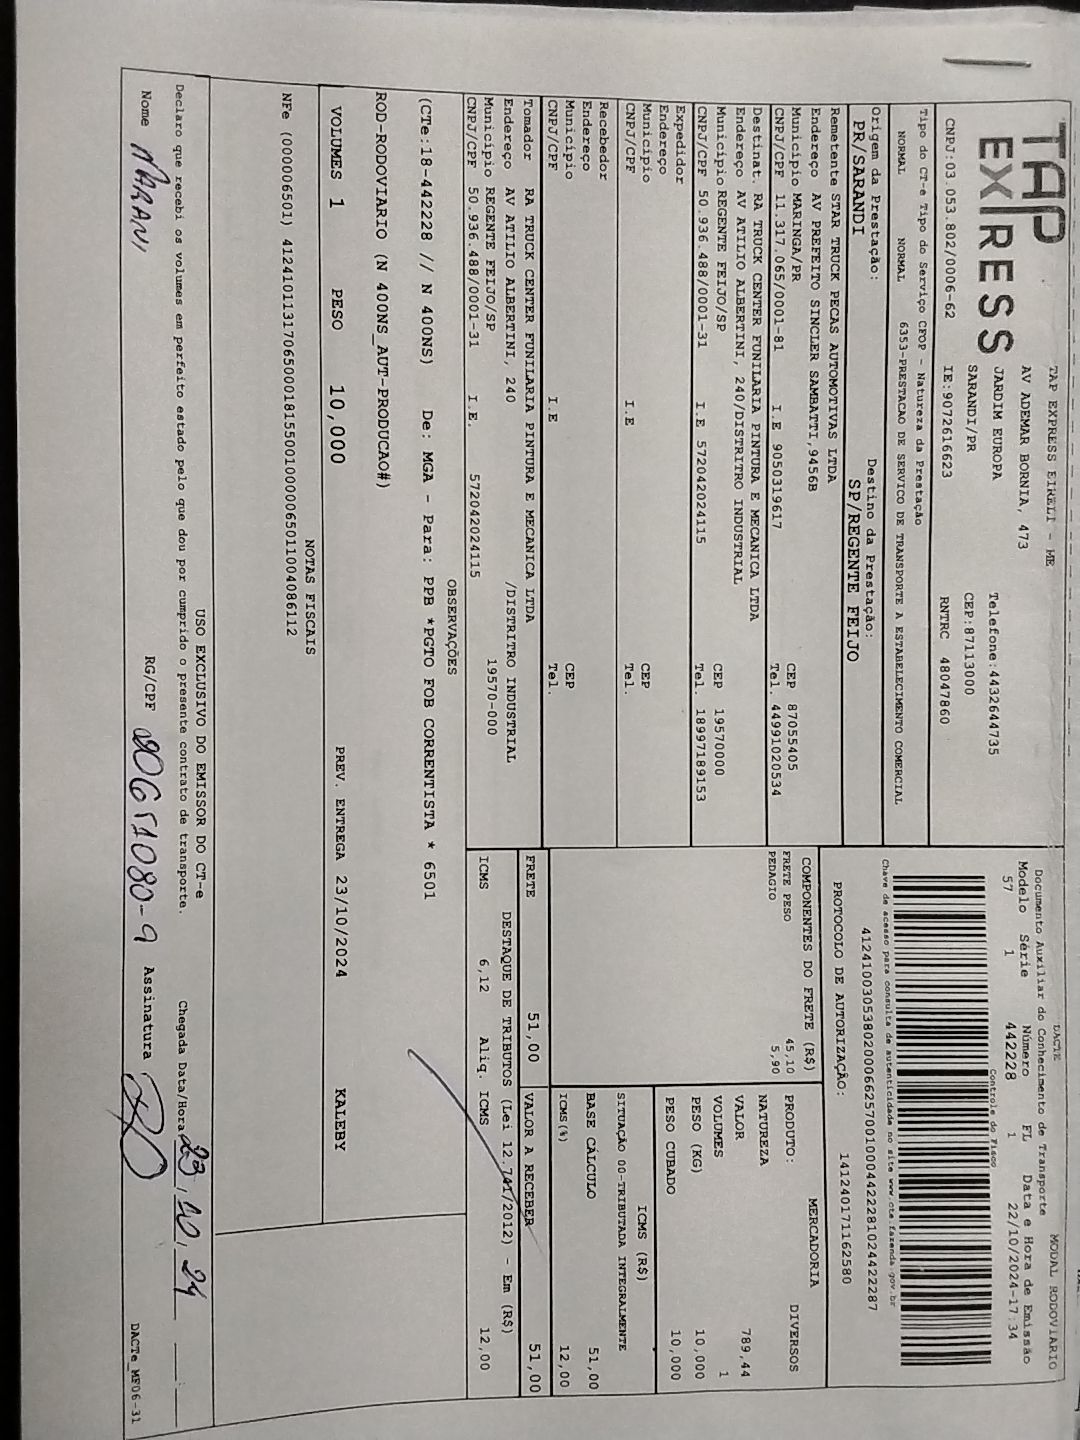 TAP EXPRESS
TAP EXPRESS EIRELI - ME
AV ADEMAR BORNIA, 473
JARDIM EUROPA
Telefone:4432644735
SARANDI/PR
CEP:87113000
CNPJ:03.053.802/0006-62
IE:9072616623
RNTRC 48047860
DACTE
MODAL RODOVIARIO
Documento Auxiliar do Conhecimento de Transporte
Modelo Série Número FL Data e Hora de Emissão
57 1 442228 1 22/10/2024-17:34
Controle do Fisco
Chave de acesso para consulta de autenticidade no site www.cte.fazenda.gov.br
41241003053802000662570010004422281024422287
PROTOCOLO DE AUTORIZAÇÃO: 141240171162580
Tipo do CT-e Tipo do Serviço CFOP - Natureza da Prestação
NORMAL NORMAL 6353-PRESTACAO DE SERVICO DE TRANSPORTE A ESTABELECIMENTO COMERCIAL
Origem da Prestação: Destino da Prestação:
PR/SARANDI SP/REGENTE FEIJO
Remetente STAR TRUCK PECAS AUTOMOTIVAS LTDA
Endereço AV PREFEITO SINCLER SAMBATTI,9456B
Município MARINGA/PR CEP 87055405
CNPJ/CPF 11.317.065/0001-81 I.E 9050319617 Tel. 44991020534
Destinat. RA TRUCK CENTER FUNILARIA PINTURA E MECANICA LTDA
Endereço AV ATILIO ALBERTINI, 240/DISTRITRO INDUSTRIAL
Município REGENTE FEIJO/SP CEP 19570000
CNPJ/CPF 50.936.488/0001-31 I.E 572042024115 Tel. 18997189153
Expedidor
Endereço
Município CEP
CNPJ/CPF I.E Tel.
Recebedor
Endereço
Município CEP
CNPJ/CPF I.E Tel.
Tomador RA TRUCK CENTER FUNILARIA PINTURA E MECANICA LTDA
Endereço AV ATILIO ALBERTINI, 240 /DISTRITRO INDUSTRIAL
Município REGENTE FEIJO/SP 19570-000
CNPJ/CPF 50.936.488/0001-31 I.E. 572042024115
COMPONENTES DO FRETE (R$)
FRETE PESO 45,10
PEDAGIO 5,90
MERCADORIA
PRODUTO: DIVERSOS
NATUREZA
VALOR 789,44
VOLUMES 1
PESO (KG) 10,000
PESO CUBADO 10,000
ICMS (R$)
SITUAÇÃO 00-TRIBUTADA INTEGRALMENTE
BASE CÁLCULO 51,00
ICMS(%) 12,00
FRETE 51,00
VALOR A RECEBER 51,00
DESTAQUE DE TRIBUTOS (Lei 12.741/2012) - Em (R$)
ICMS 6,12 Aliq. ICMS 12,00
OBSERVAÇÕES
(CTe:18-442228 // N 400NS) De: MGA - Para: PPB *PGTO FOB CORRENTISTA * 6501
ROD-RODOVIARIO (N 400NS_AUT-PRODUCAO#)
VOLUMES 1 PESO 10,000 PREV. ENTREGA 23/10/2024 KALEBY
NOTAS FISCAIS
NFe (000006501) 41241011317065000181550010000065011004086112
USO EXCLUSIVO DO EMISSOR DO CT-e
Declaro que recebi os volumes em perfeito estado pelo que dou por cumprido o presente contrato de transporte. Chegada Data/Hora 23,10,24 ___:___
Nome RG/CPF Assinatura
DACTe_MF06-31